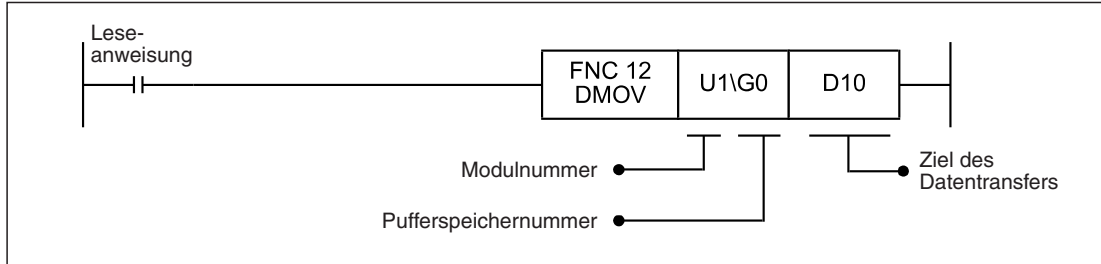 Lese-
anweisung
FNC 12
DMOV
U1\G0
D10
Modulnummer
Ziel des
Datentransfers
Pufferspeichernummer